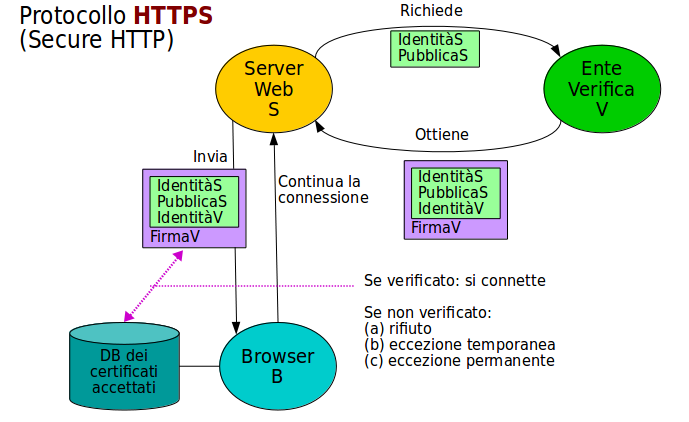 Protocollo HTTPS
(Secure HTTP)
Richiede
IdentitàS
PubblicaS
Server
Web
S
Ente
Verifica
V
Ottiene
Invia
IdentitàS
PubblicaS
IdentitàV
FirmaV
Continua la
connessione
IdentitàS
PubblicaS
IdentitàV
FirmaV
Se verificato: si connette
Se non verificato:
(a) rifiuto
(b) eccezione temporanea
(c) eccezione permanente
DB dei
certificati
accettati
Browser
B